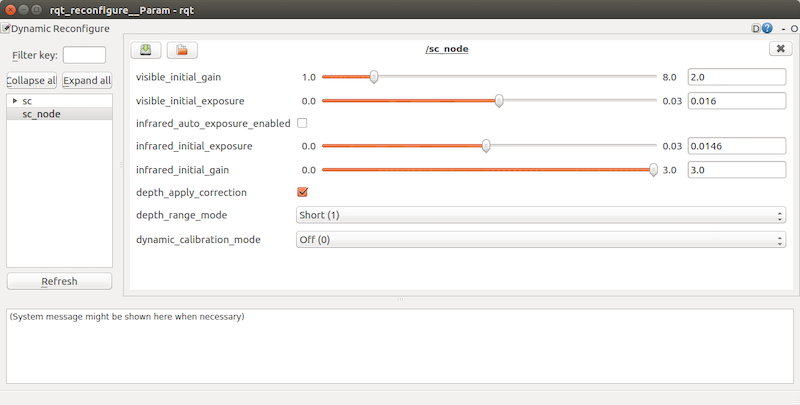 rqt_reconfigure__Param - rqt
Dynamic Reconfigure
D ? - O
Filter key:
Collapse all Expand all
sc
sc_node
Refresh
/sc_node
visible_initial_gain 1.0 8.0 2.0
visible_initial_exposure 0.0 0.03 0.016
infrared_auto_exposure_enabled
infrared_initial_exposure 0.0 0.03 0.0146
infrared_initial_gain 0.0 3.0 3.0
depth_apply_correction
depth_range_mode Short (1)
dynamic_calibration_mode Off (0)
(System message might be shown here when necessary)